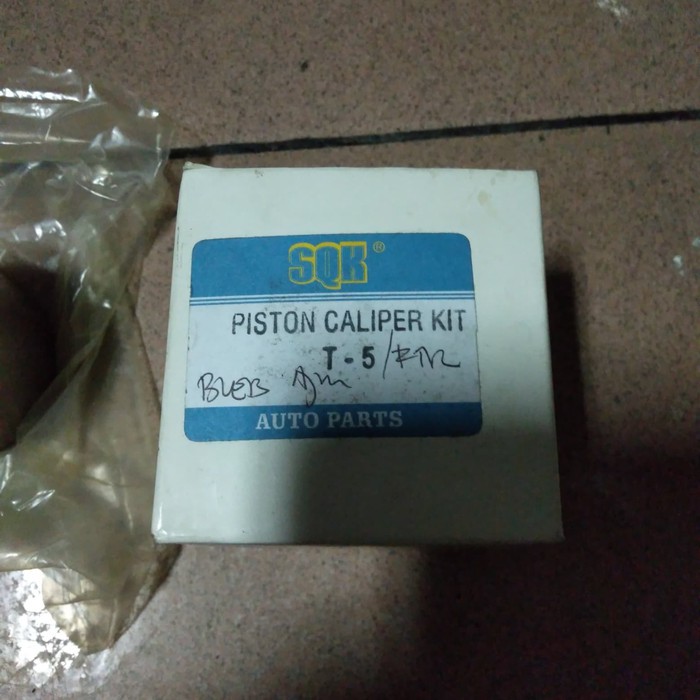 SQK®
PISTON CALIPER KIT
T-5/
AUTO PARTS